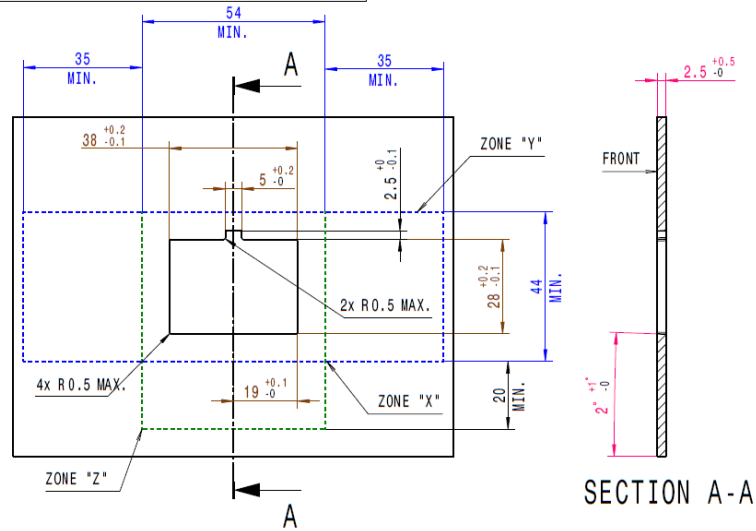 54
MIN.
35
MIN.
35
MIN.
A
2.5 +0.5 -0
38 +0.2 -0.1
5 +0.2 -0
2.5 +0 -0.1
ZONE "Y"
FRONT
28 +0.2 -0.1
44
MIN.
2x R0.5 MAX.
4x R0.5 MAX.
19 +0.1 -0
ZONE "X"
20
MIN.
2° +1° -0
ZONE "Z"
A
SECTION A-A